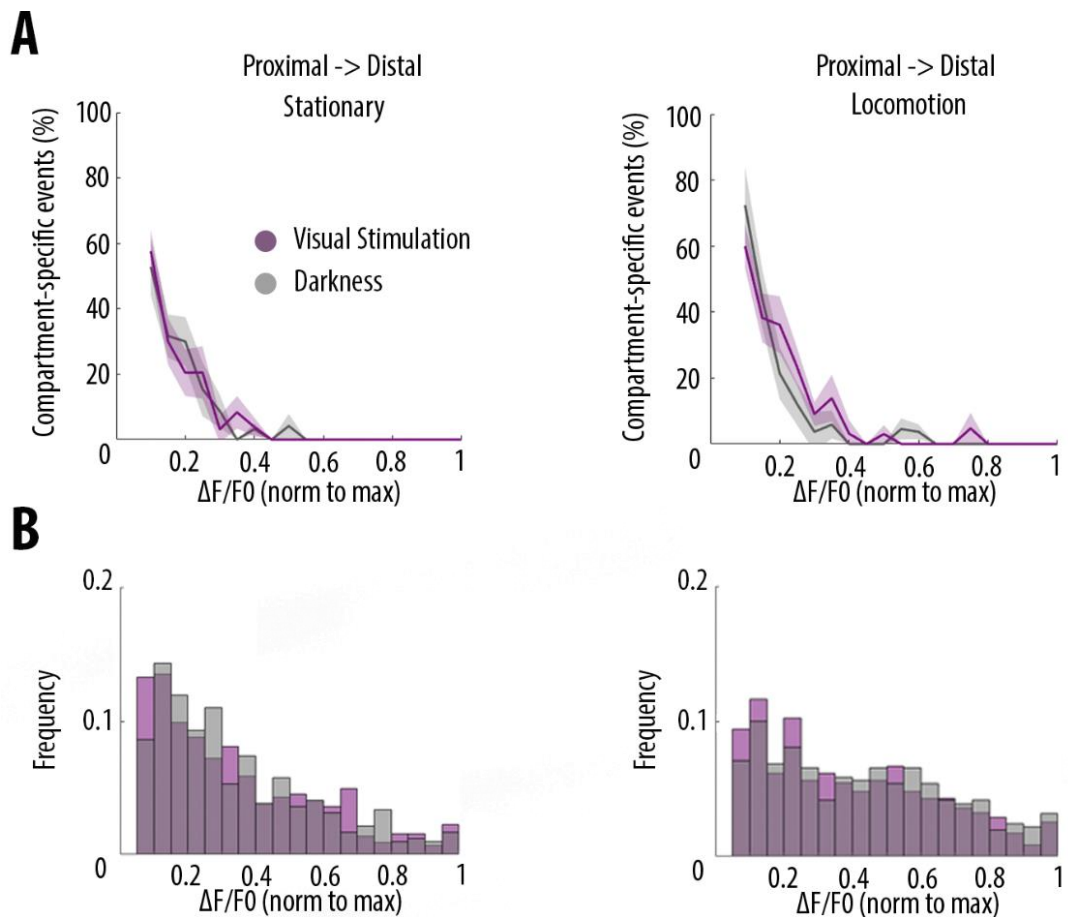 A
Proximal -> Distal
Stationary
Compartment-specific events (%)
100
80
60
40
20
0
0.2
0.4
0.6
0.8
1
ΔF/F0 (norm to max)
Visual Stimulation
Darkness
Proximal -> Distal
Locomotion
Compartment-specific events (%)
100
80
60
40
20
0
0.2
0.4
0.6
0.8
1
ΔF/F0 (norm to max)
B
Frequency
0.2
0.1
0
0.2
0.4
0.6
0.8
1
ΔF/F0 (norm to max)
Frequency
0.2
0.1
0
0.2
0.4
0.6
0.8
1
ΔF/F0 (norm to max)